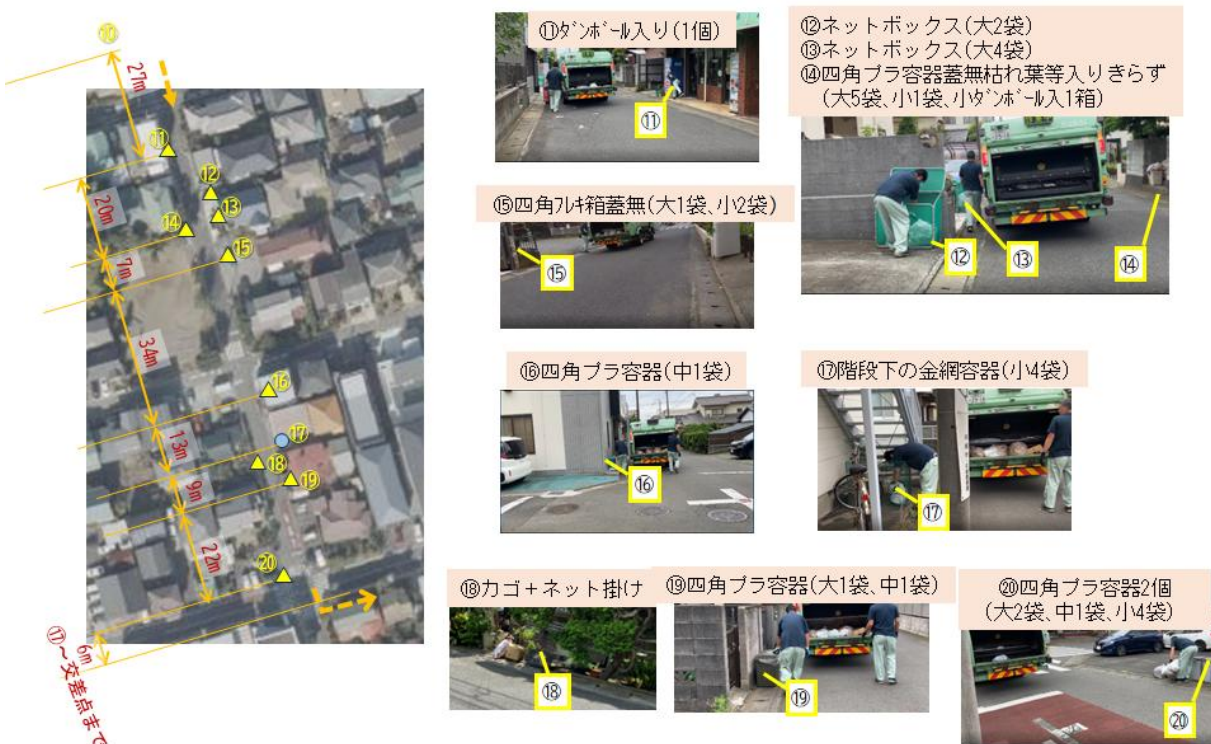 ⑩
27m
⑪
20m
⑫
⑬
⑭
⑮
7m
34m
⑯
13m
⑰
⑱
9m
⑲
22m
⑳
6m
⑰～交差点まで
⑪ダンボール入り(1個)
⑪
⑫ネットボックス(大2袋)
⑬ネットボックス(大4袋)
⑭四角プラ容器蓋無枯れ葉等入りきらず
(大5袋、小1袋、小ダンボール入1箱)
⑫
⑬
⑭
⑮四角フレキ箱蓋無(大1袋、小2袋)
⑮
⑯四角プラ容器(中1袋)
⑯
⑰階段下の金網容器(小4袋)
⑰
⑱カゴ＋ネット掛け
⑱
⑲四角プラ容器(大1袋、中1袋)
⑲
⑳四角プラ容器2個
(大2袋、中1袋、小4袋)
⑳